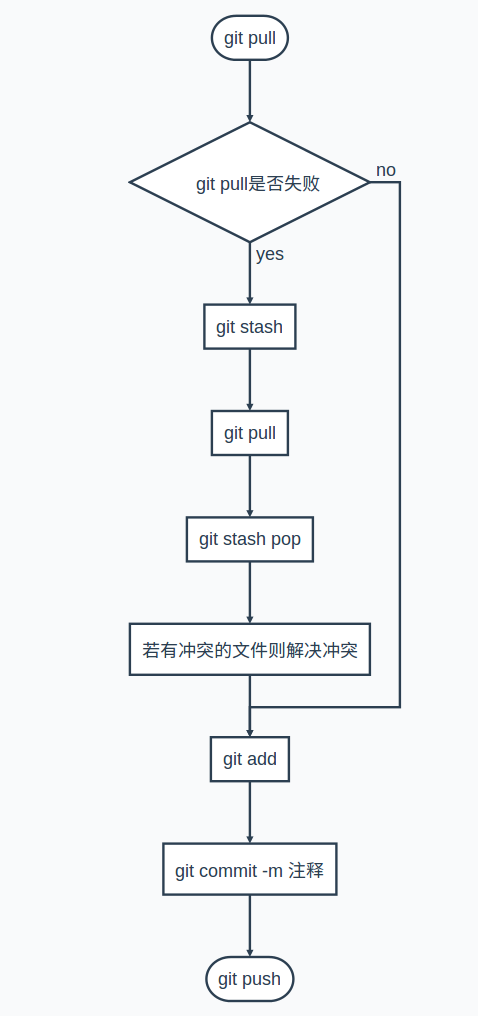 git pull
git pull是否失败
no
yes
git stash
git pull
git stash pop
若有冲突的文件则解决冲突
git add
git commit -m 注释
git push